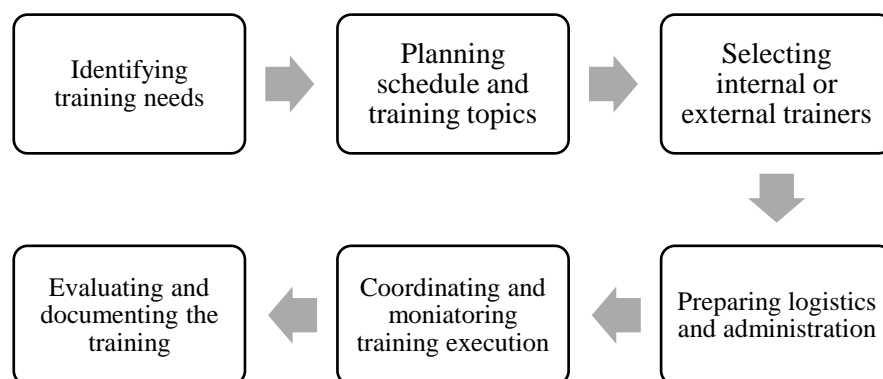 Identifying
training needs
Planning
schedule and
training topics
Selecting
internal or
external trainers
Preparing logistics
and administration
Coordinating and
moniatoring
training execution
Evaluating and
documenting the
training